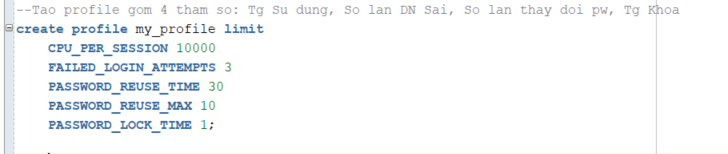 --Tao profile gom 4 tham so: Tg Su dung, So lan DN Sai, So lan thay doi pw, Tg Khoa
create profile my_profile limit
CPU_PER_SESSION 10000
FAILED_LOGIN_ATTEMPTS 3
PASSWORD_REUSE_TIME 30
PASSWORD_REUSE_MAX 10
PASSWORD_LOCK_TIME 1;